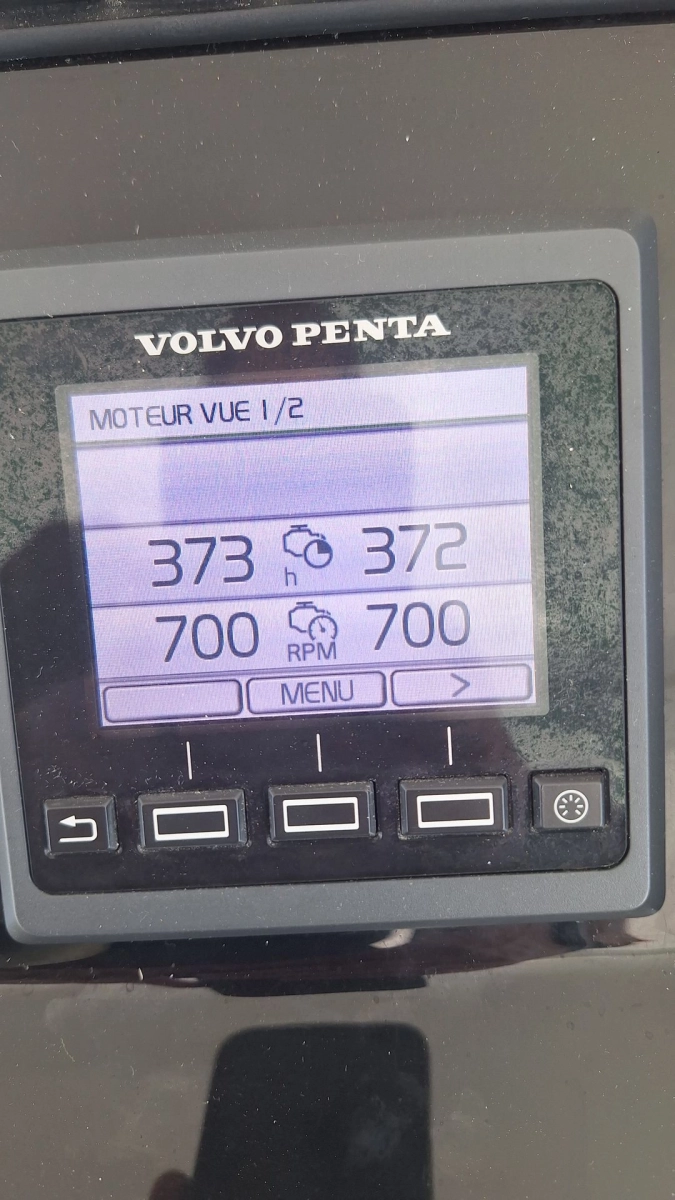 VOLVO PENTA
MOTEUR VUE 1/2
373 h 372
700 RPM 700
MENU >